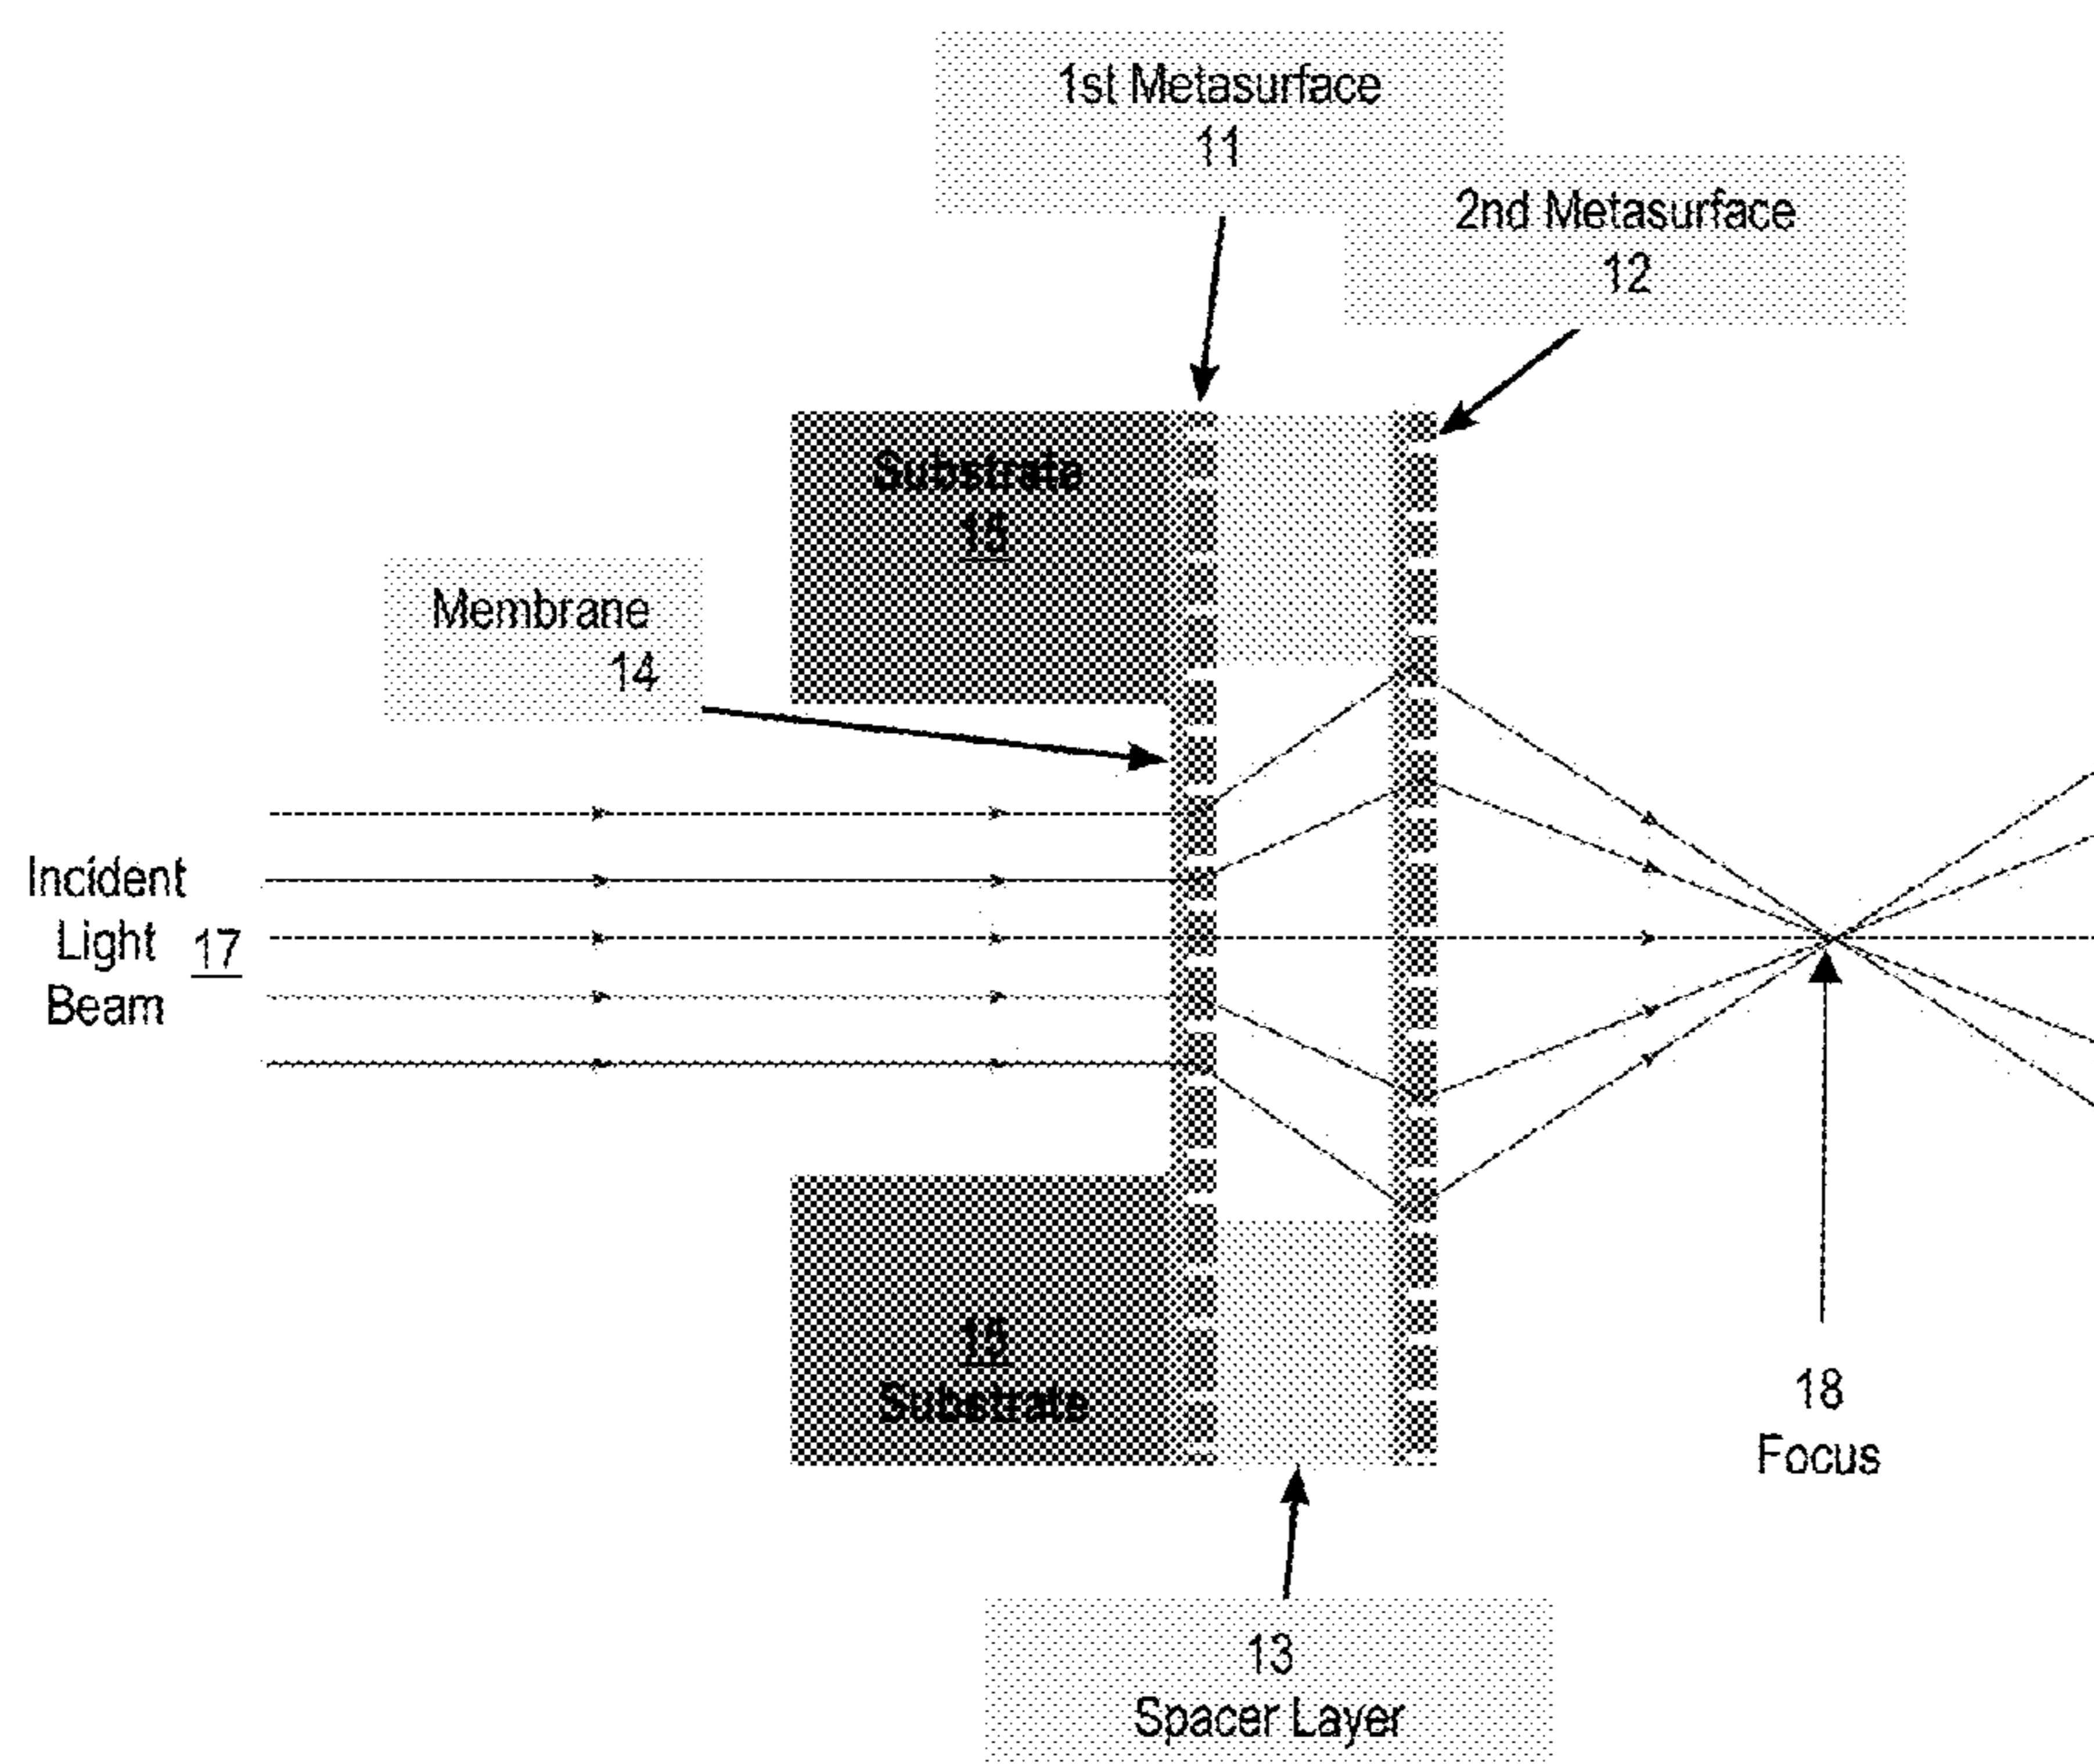 1st Metasurface
11
2nd Metasurface
12
Substrate
15
Membrane
14
Incident
Light 17
Beam
15
Substrate
18
Focus
13
Spacer Layer